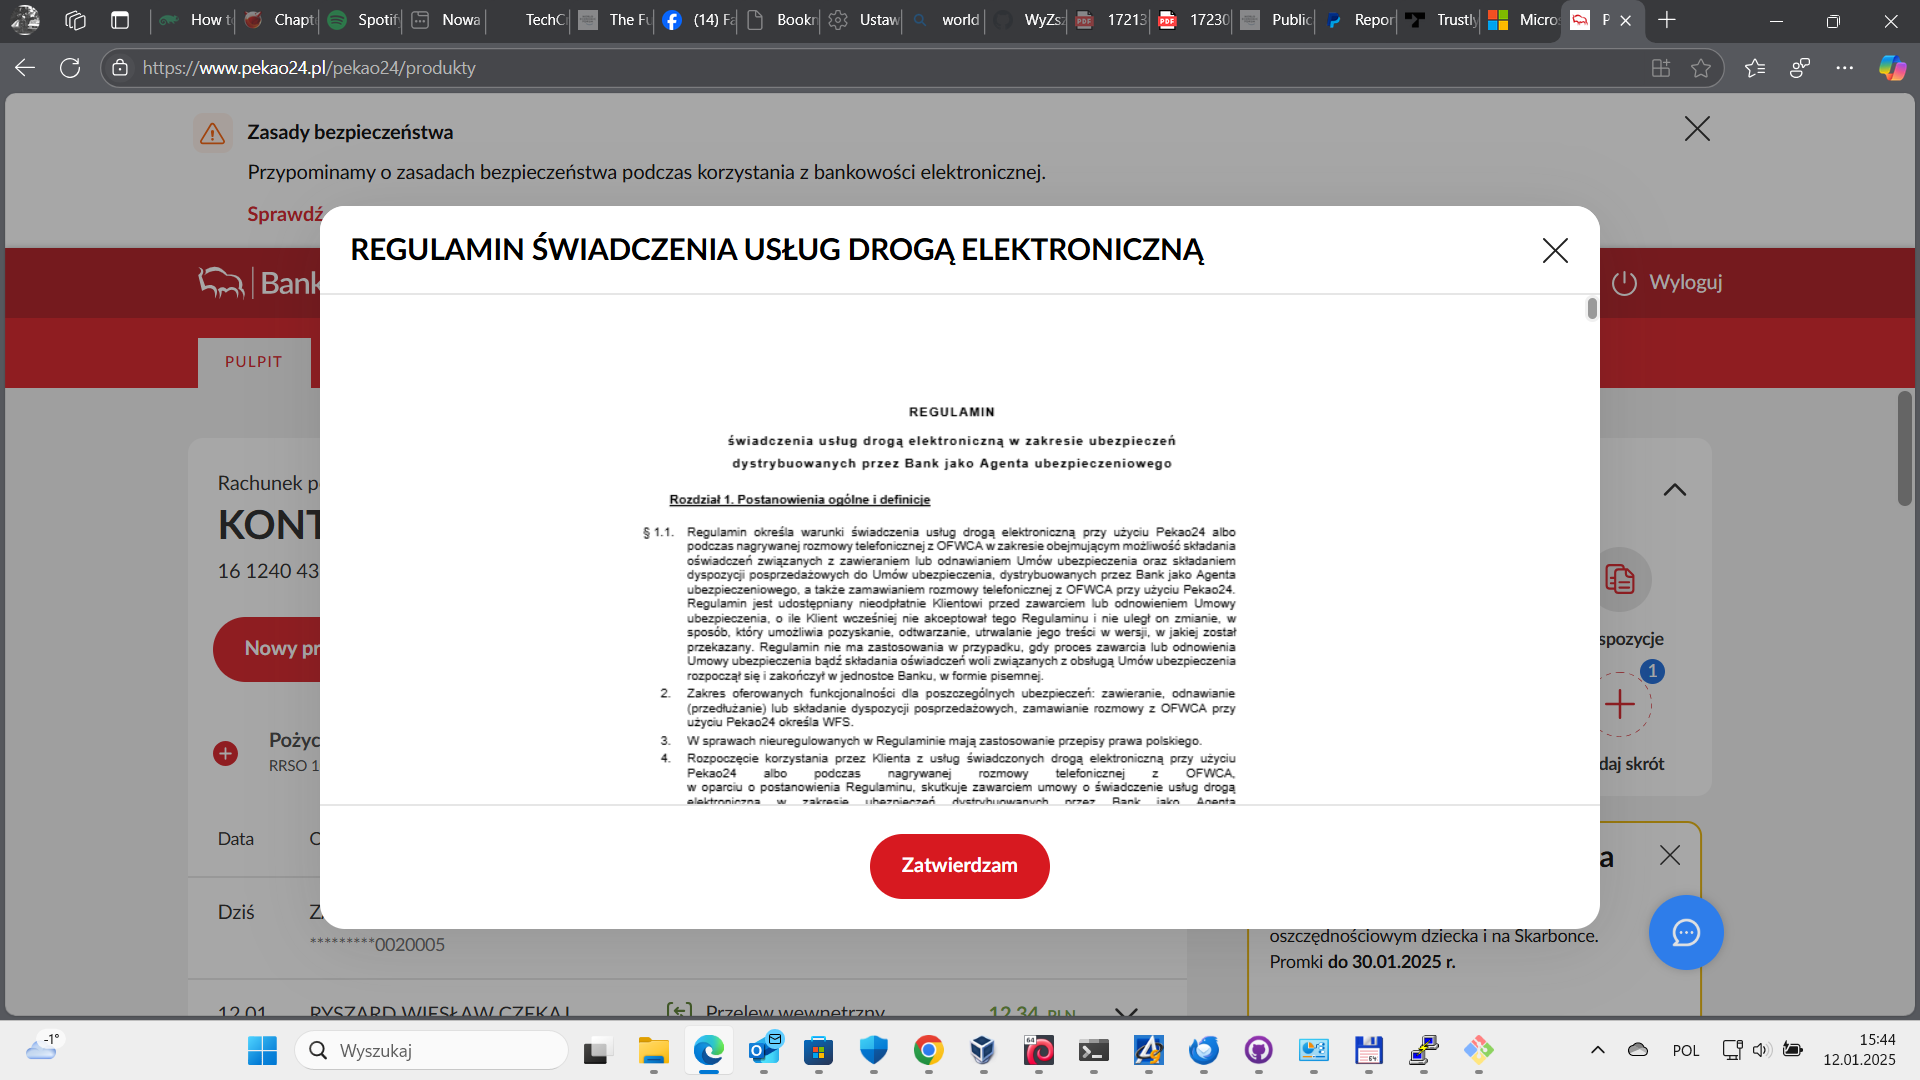 How t
Chapt
Spotif
Nowa
TechCr
The Fu
(14) Fa
Bookm
Ustaw
world
WyZsz
17213
17230
Public
Repor
Trustly
Micros
P
https://www.pekao24.pl/pekao24/produkty
Zasady bezpieczeństwa
Przypominamy o zasadach bezpieczeństwa podczas korzystania z bankowości elektronicznej.
Sprawdź
Bank
Wyloguj
PULPIT
REGULAMIN ŚWIADCZENIA USŁUG DROGĄ ELEKTRONICZNĄ
REGULAMIN
świadczenia usług drogą elektroniczną w zakresie ubezpieczeń
dystrybuowanych przez Bank jako Agenta ubezpieczeniowego
Rozdział 1. Postanowienia ogólne i definicje
§ 1.1. Regulamin określa warunki świadczenia usług drogą elektroniczną przy użyciu Pekao24 albo
podczas nagrywanej rozmowy telefonicznej z OFWCA w zakresie obejmującym możliwość składania
oświadczeń związanych z zawieraniem lub odnawianiem Umów ubezpieczenia oraz składaniem
dyspozycji posprzedażowych do Umów ubezpieczenia, dystrybuowanych przez Bank jako Agenta
ubezpieczeniowego, a także zamawianiem rozmowy telefonicznej z OFWCA przy użyciu Pekao24.
Regulamin jest udostępniany nieodpłatnie Klientowi przed zawarciem lub odnowieniem Umowy
ubezpieczenia, o ile Klient wcześniej nie akceptował tego Regulaminu i nie uległ on zmianie, w
sposób, który umożliwia pozyskanie, odtwarzanie, utrwalanie jego treści w wersji, w jakiej został
przekazany. Regulamin nie ma zastosowania w przypadku, gdy proces zawarcia lub odnowienia
Umowy ubezpieczenia bądź składania oświadczeń woli związanych z obsługą Umów ubezpieczenia
rozpoczął się i zakończył w jednostce Banku, w formie pisemnej.
2. Zakres oferowanych funkcjonalności dla poszczególnych ubezpieczeń: zawieranie, odnawianie
(przedłużanie) lub składanie dyspozycji posprzedażowych, zamawianie rozmowy z OFWCA przy
użyciu Pekao24 określa WFS.
3. W sprawach nieuregulowanych w Regulaminie mają zastosowanie przepisy prawa polskiego.
4. Rozpoczęcie korzystania przez Klienta z usług świadczonych drogą elektroniczną przy użyciu
Pekao24 albo podczas nagrywanej rozmowy telefonicznej z OFWCA,
w oparciu o postanowienia Regulaminu, skutkuje zawarciem umowy o świadczenie usług drogą
elektroniczną w zakresie ubezpieczeń dystrybuowanych przez Bank jako Agenta
Zatwierdzam
Rachunek p
KONT
16 1240 43
Nowy pr
Pożyc
RRSO 1
Data
Dziś
*********0020005
12.01 RYSZARD WIESŁAW CZEKAJ Przelew wewnętrzny 12,34 PLN
spozycje
1
daj skrót
a
oszczędnościowym dziecka i na Skarbonce.
Promki do 30.01.2025 r.
-1°
Wyszukaj
64
64
POL
15:44
12.01.2025